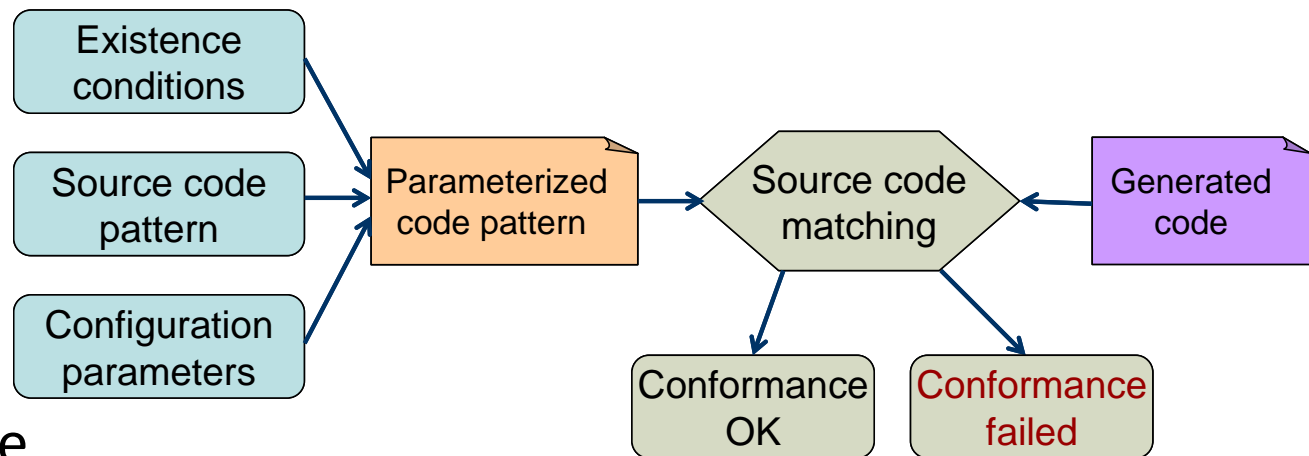 Existence
conditions
Source code
pattern
Configuration
parameters
Parameterized
code pattern
Source code
matching
Generated
code
Conformance
OK
Conformance
failed
e